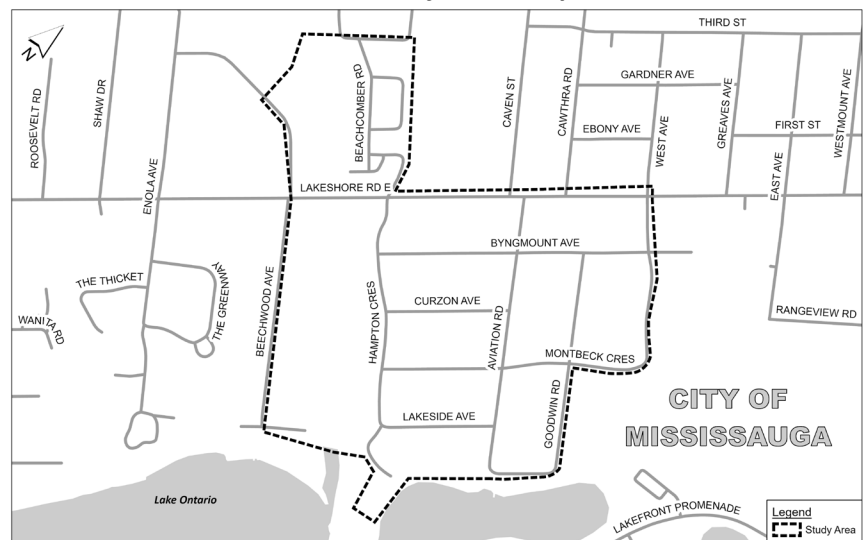 N
THIRD ST
GARDNER AVE
ROOSEVELT RD
SHAW DR
BEACHCOMBER RD
CAVEN ST
CAWTHRA RD
EBONY AVE
WEST AVE
GREAVES AVE
FIRST ST
WESTMOUNT AVE
ENOLA AVE
LAKESHORE RD E
EAST AVE
BYNGMOUNT AVE
THE THICKET
THE GREENWAY
BEECHWOOD AVE
HAMPTON CRES
CURZON AVE
AVIATION RD
RANGEVIEW RD
WANITA RD
MONTBECK CRES
LAKESIDE AVE
GOODWIN RD
CITY OF
MISSISSAUGA
Lake Ontario
LAKEFRONT PROMENADE
Legend
Study Area